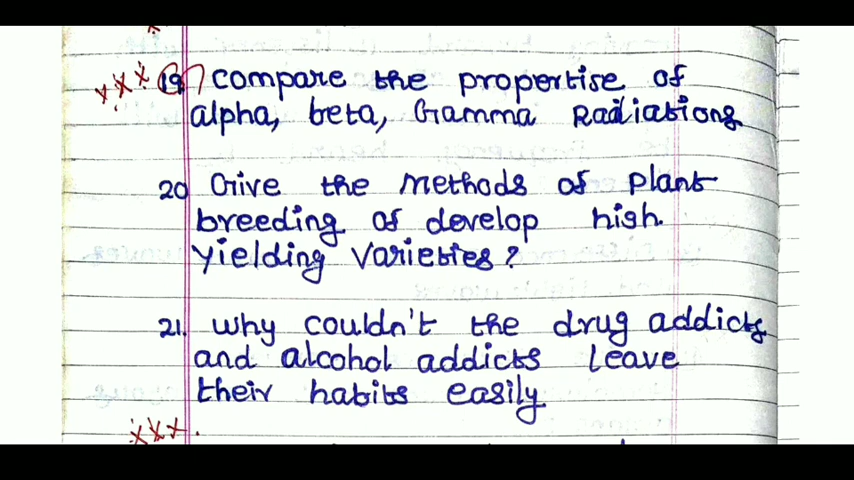 19) compare the propertise of
alpha, beta, Gamma Radiations
20 Give the methods of plant
breeding of develop high
yielding varieties?
21. why couldn't the drug addicts
and alcohol addicts leave
their habits easily